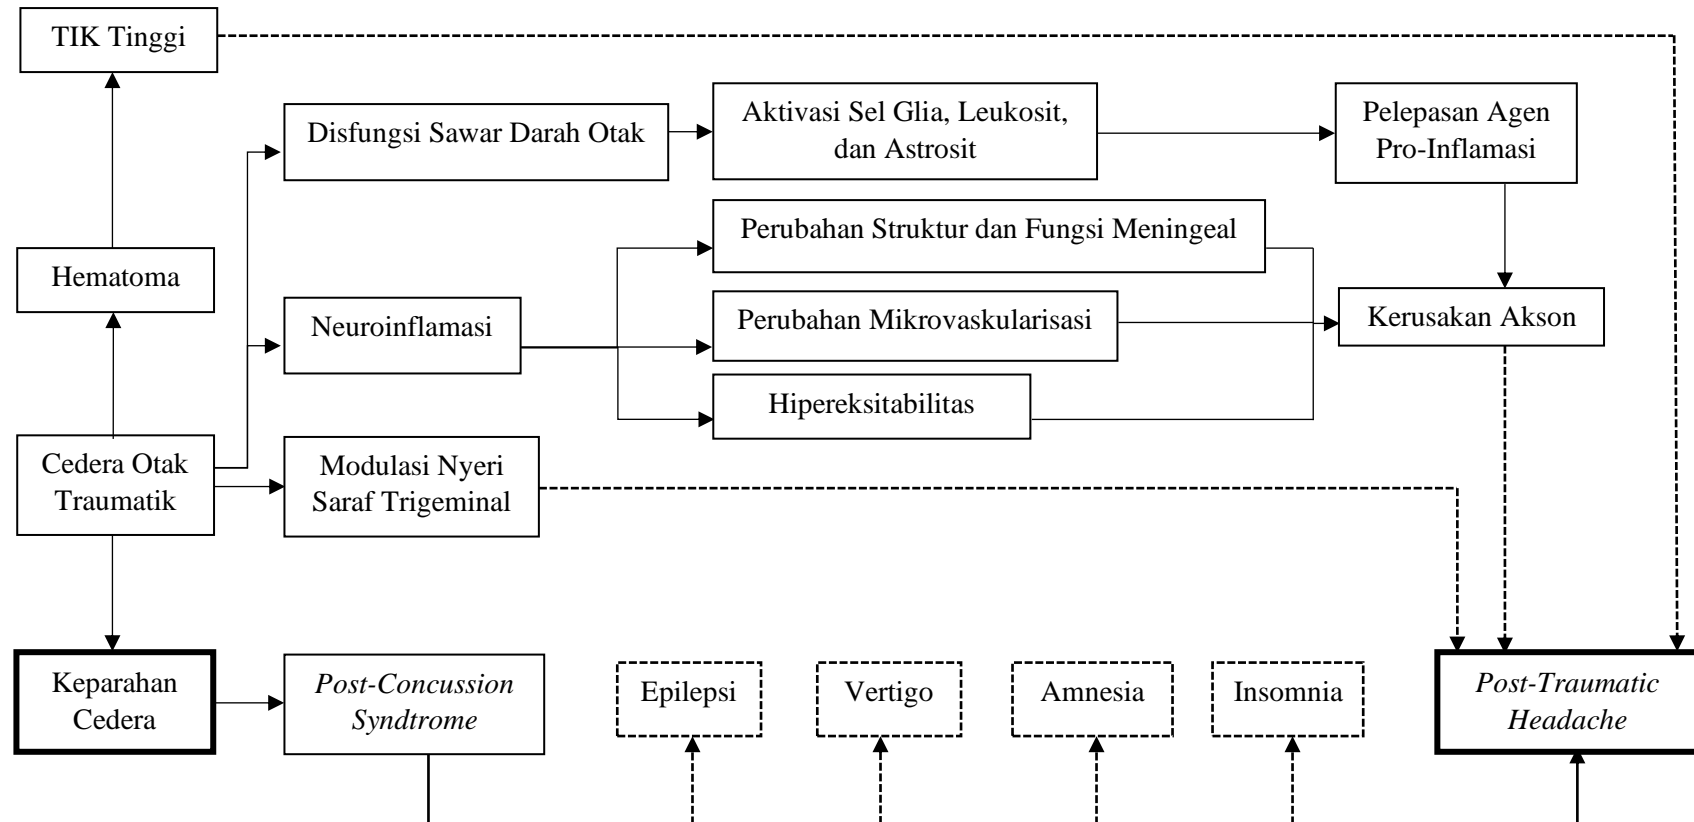 TIK Tinggi
Disfungsi Sawar Darah Otak
Aktivasi Sel Glia, Leukosit,
dan Astrosit
Pelepasan Agen
Pro-Inflamasi
Perubahan Struktur dan Fungsi Meningeal
Hematoma
Neuroinflamasi
Perubahan Mikrovaskularisasi
Kerusakan Akson
Hipereksitabilitas
Cedera Otak
Traumatik
Modulasi Nyeri
Saraf Trigeminal
Keparahan
Cedera
Post-Concussion
Syndtrome
Epilepsi
Vertigo
Amnesia
Insomnia
Post-Traumatic
Headache